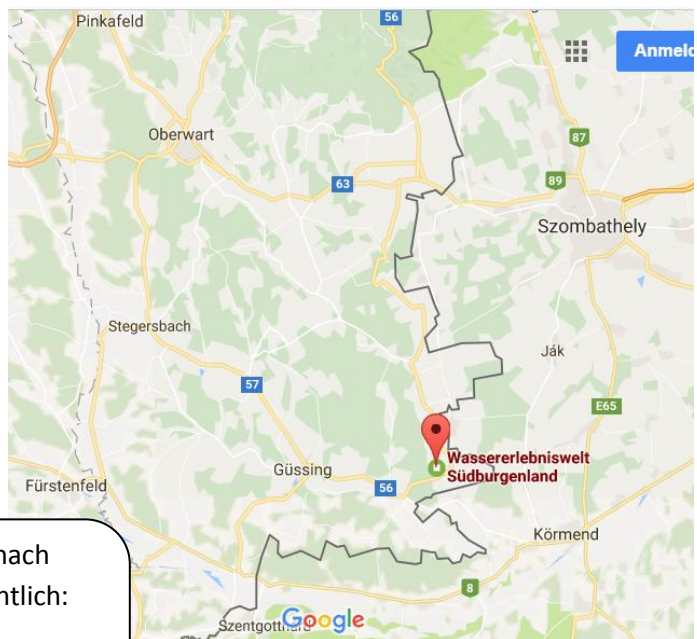 Pinkafeld
56
Anmeld
Oberwart
87
63
89
Szombathely
Stegersbach
Ják
57
E65
Wassererlebniswelt
Südburgenland
Güssing
56
Fürstenfeld
Körmend
nach
ntlich:
8
Szentgotthárd
Google